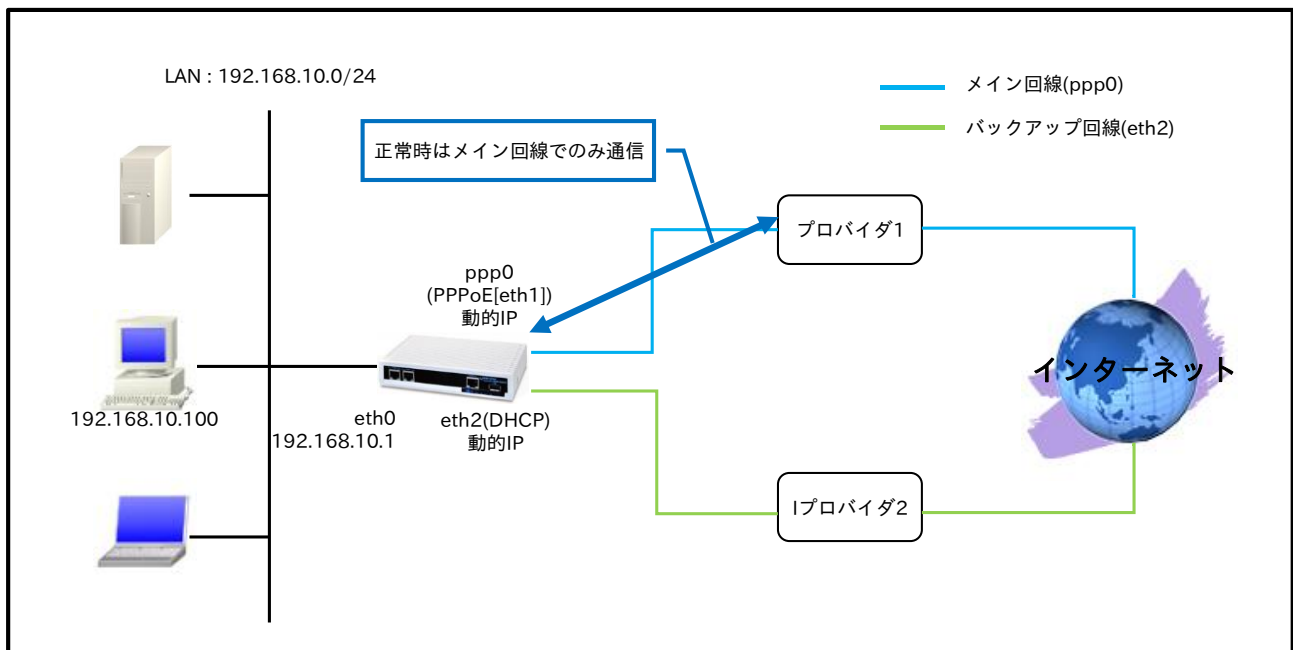 LAN : 192.168.10.0/24
メイン回線(ppp0)
バックアップ回線(eth2)
正常時はメイン回線でのみ通信
プロバイダ1
ppp0
(PPPoE[eth1])
動的IP
インターネット
192.168.10.100
eth0
192.168.10.1
eth2(DHCP)
動的IP
Iプロバイダ2